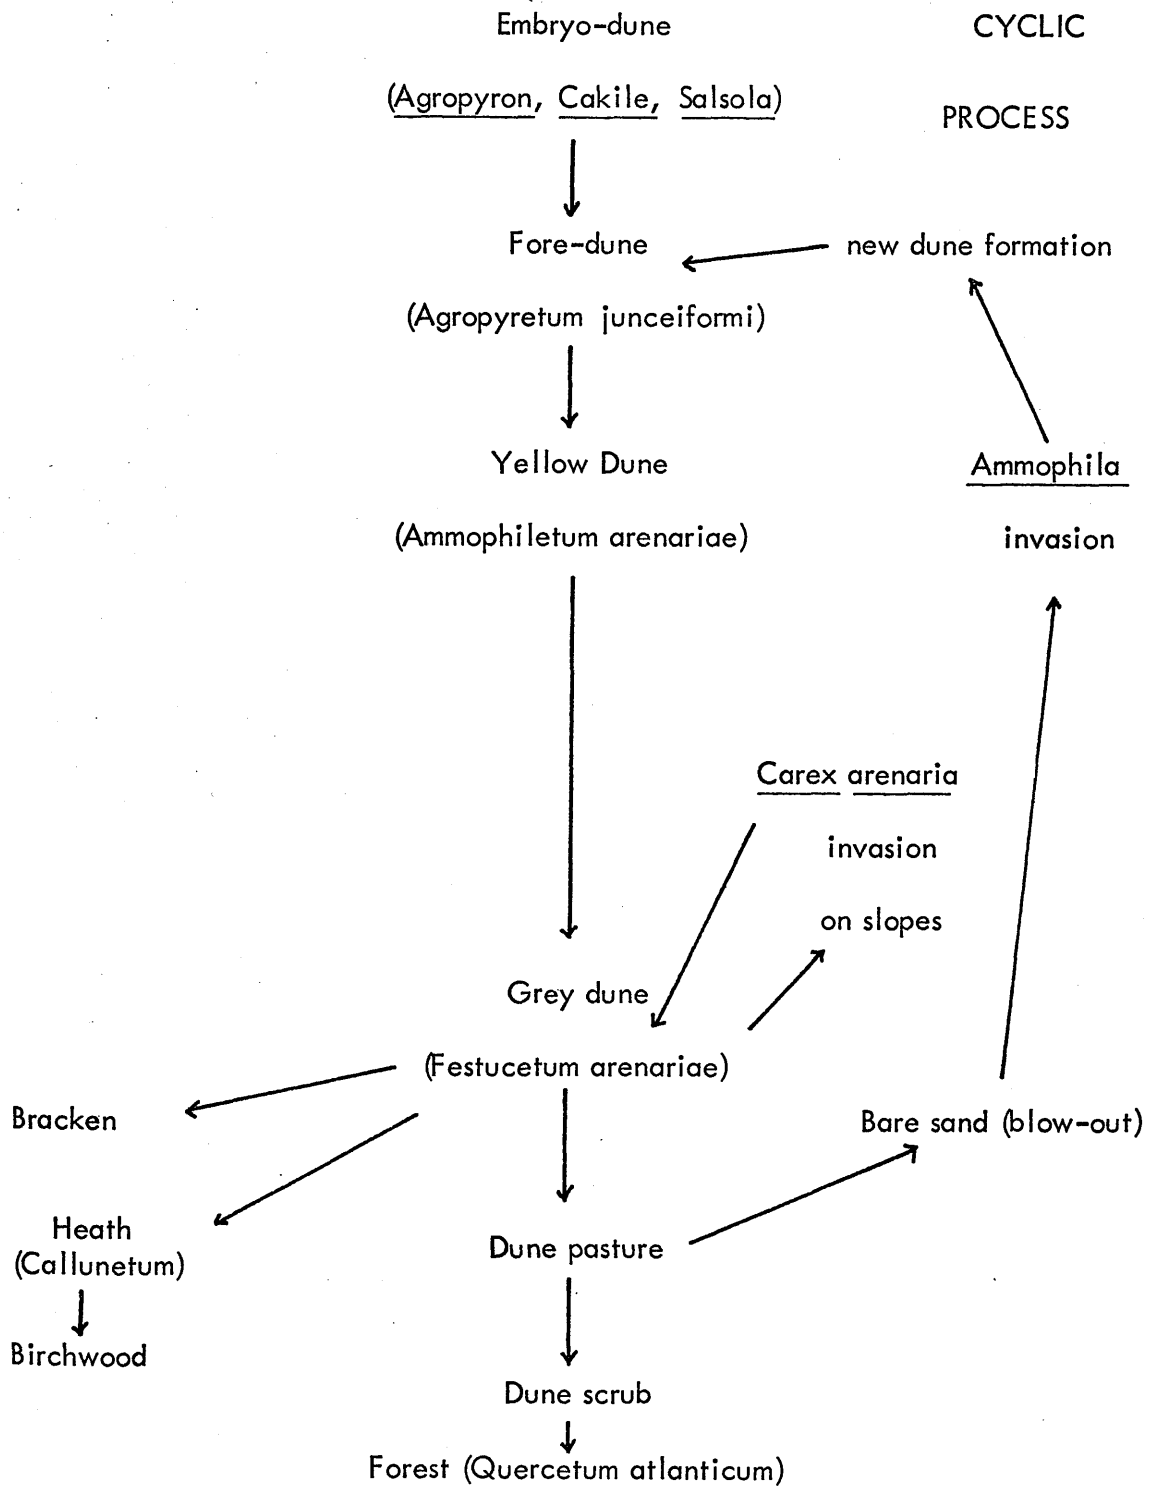 Embryo-dune
CYCLIC
(Agropyron, Cakile, Salsola)
PROCESS
Fore-dune
new dune formation
(Agropyretum junceiformi)
Yellow Dune
Ammophila
(Ammophiletum arenariae)
invasion
Carex arenaria
invasion
on slopes
Grey dune
(Festucetum arenariae)
Bracken
Bare sand (blow-out)
Heath
(Callunetum)
Dune pasture
Birchwood
Dune scrub
Forest (Quercetum atlanticum)